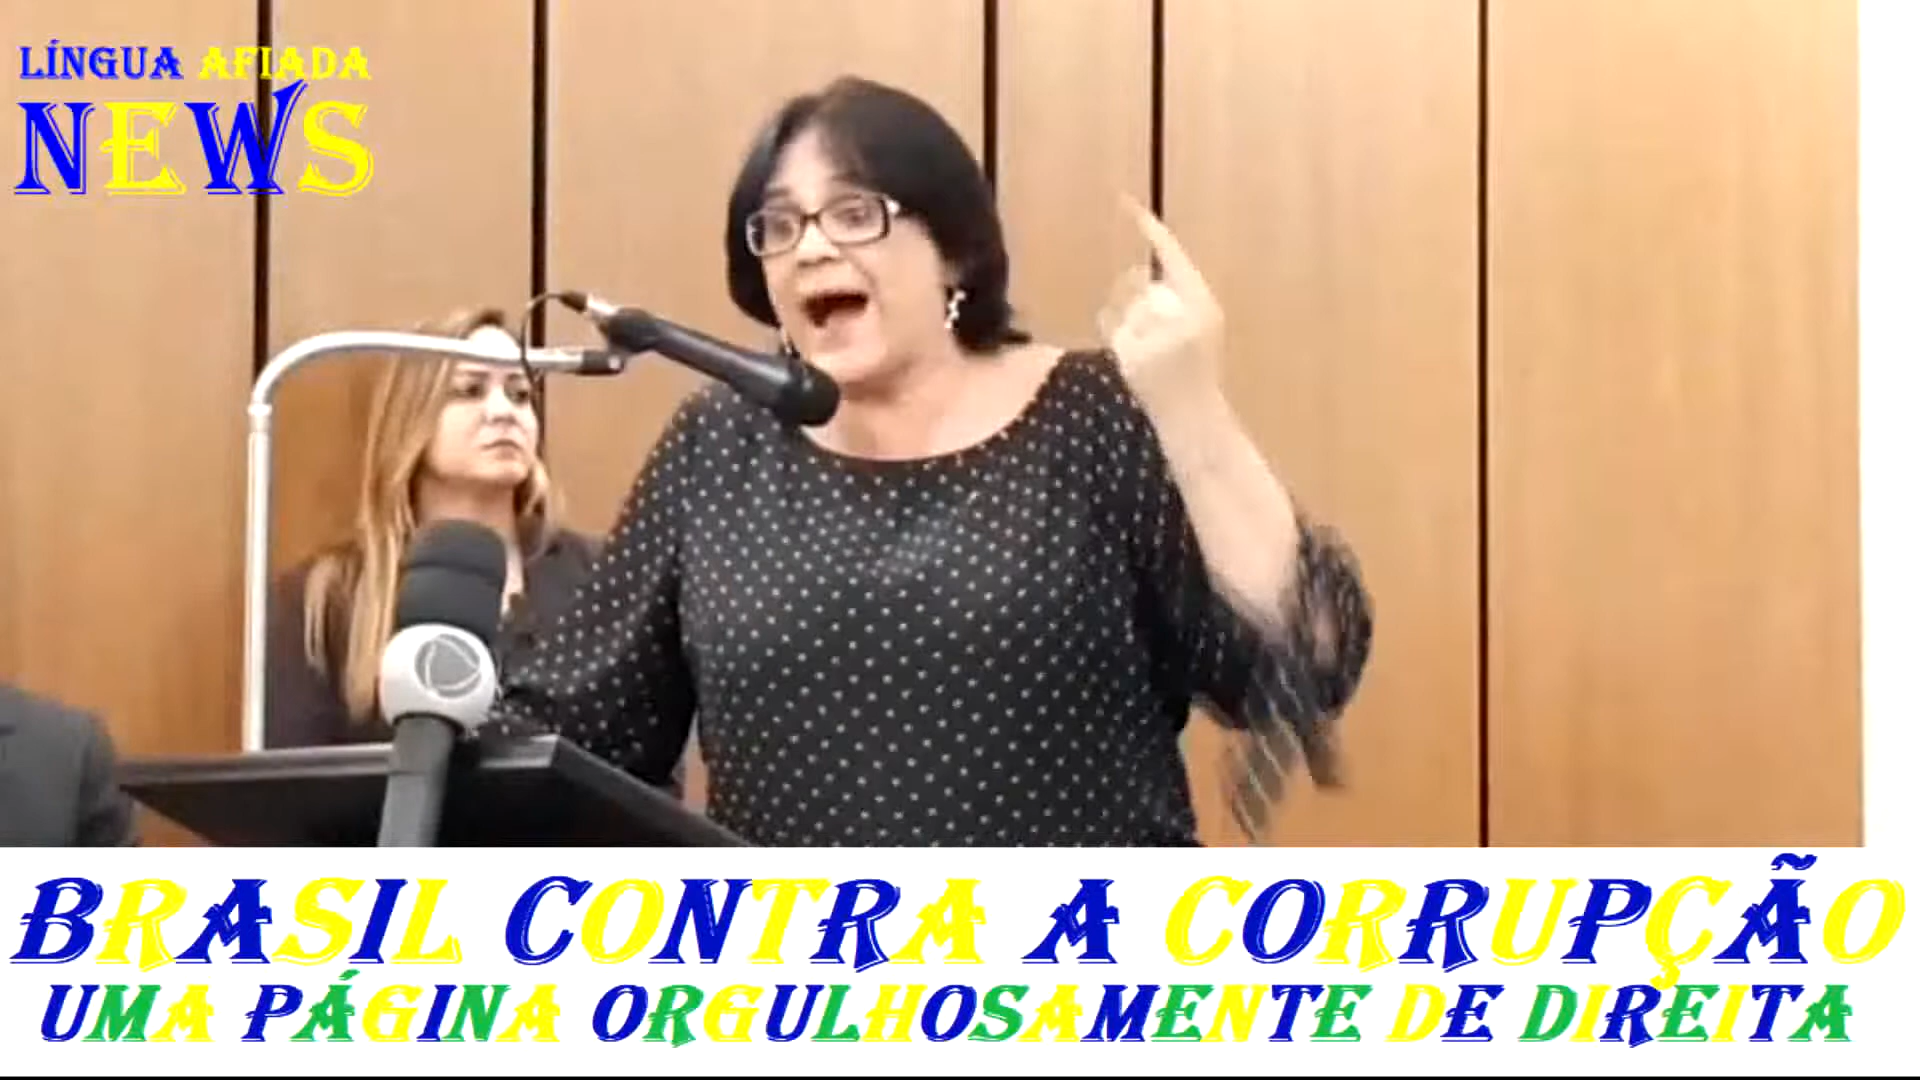 LÍNGUA AFIADA
NEWS
BRASIL CONTRA A CORRUPÇÃO
UMA PÁGINA ORGULHOSAMENTE DE DIREITA